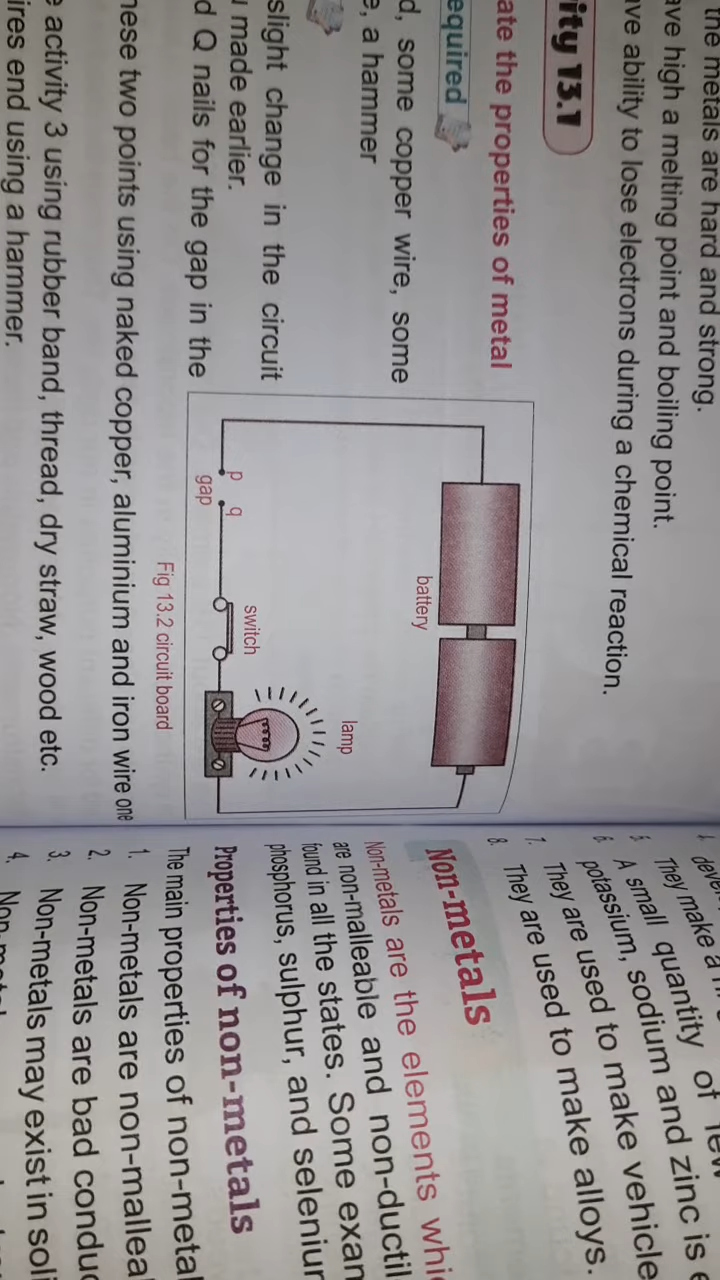 the metals are hard and strong.
ave high a melting point and boiling point.
ave ability to lose electrons during a chemical reaction.
ity 13.1
ate the properties of metal
equired
d, some copper wire, some
e, a hammer
slight change in the circuit
made earlier.
d Q nails for the gap in the
hese two points using naked copper, aluminium and iron wire one
e activity 3 using rubber band, thread, dry straw, wood etc.
ires end using a hammer.
battery
lamp
switch
p q
gap
Fig 13.2 circuit board
4.
5. They make a
6. A small quantity of few
potassium, sodium and zinc is
7. They are used to make vehicle
8. They are used to make alloys.
Non-metals
Non-metals are the elements whi
are non-malleable and non-ductil
found in all the states. Some exan
phosphorus, sulphur, and seleniur
Properties of non-metals
The main properties of non-metal
1. Non-metals are non-mallea
2. Non-metals are bad conduc
3. Non-metals may exist in soli
4.